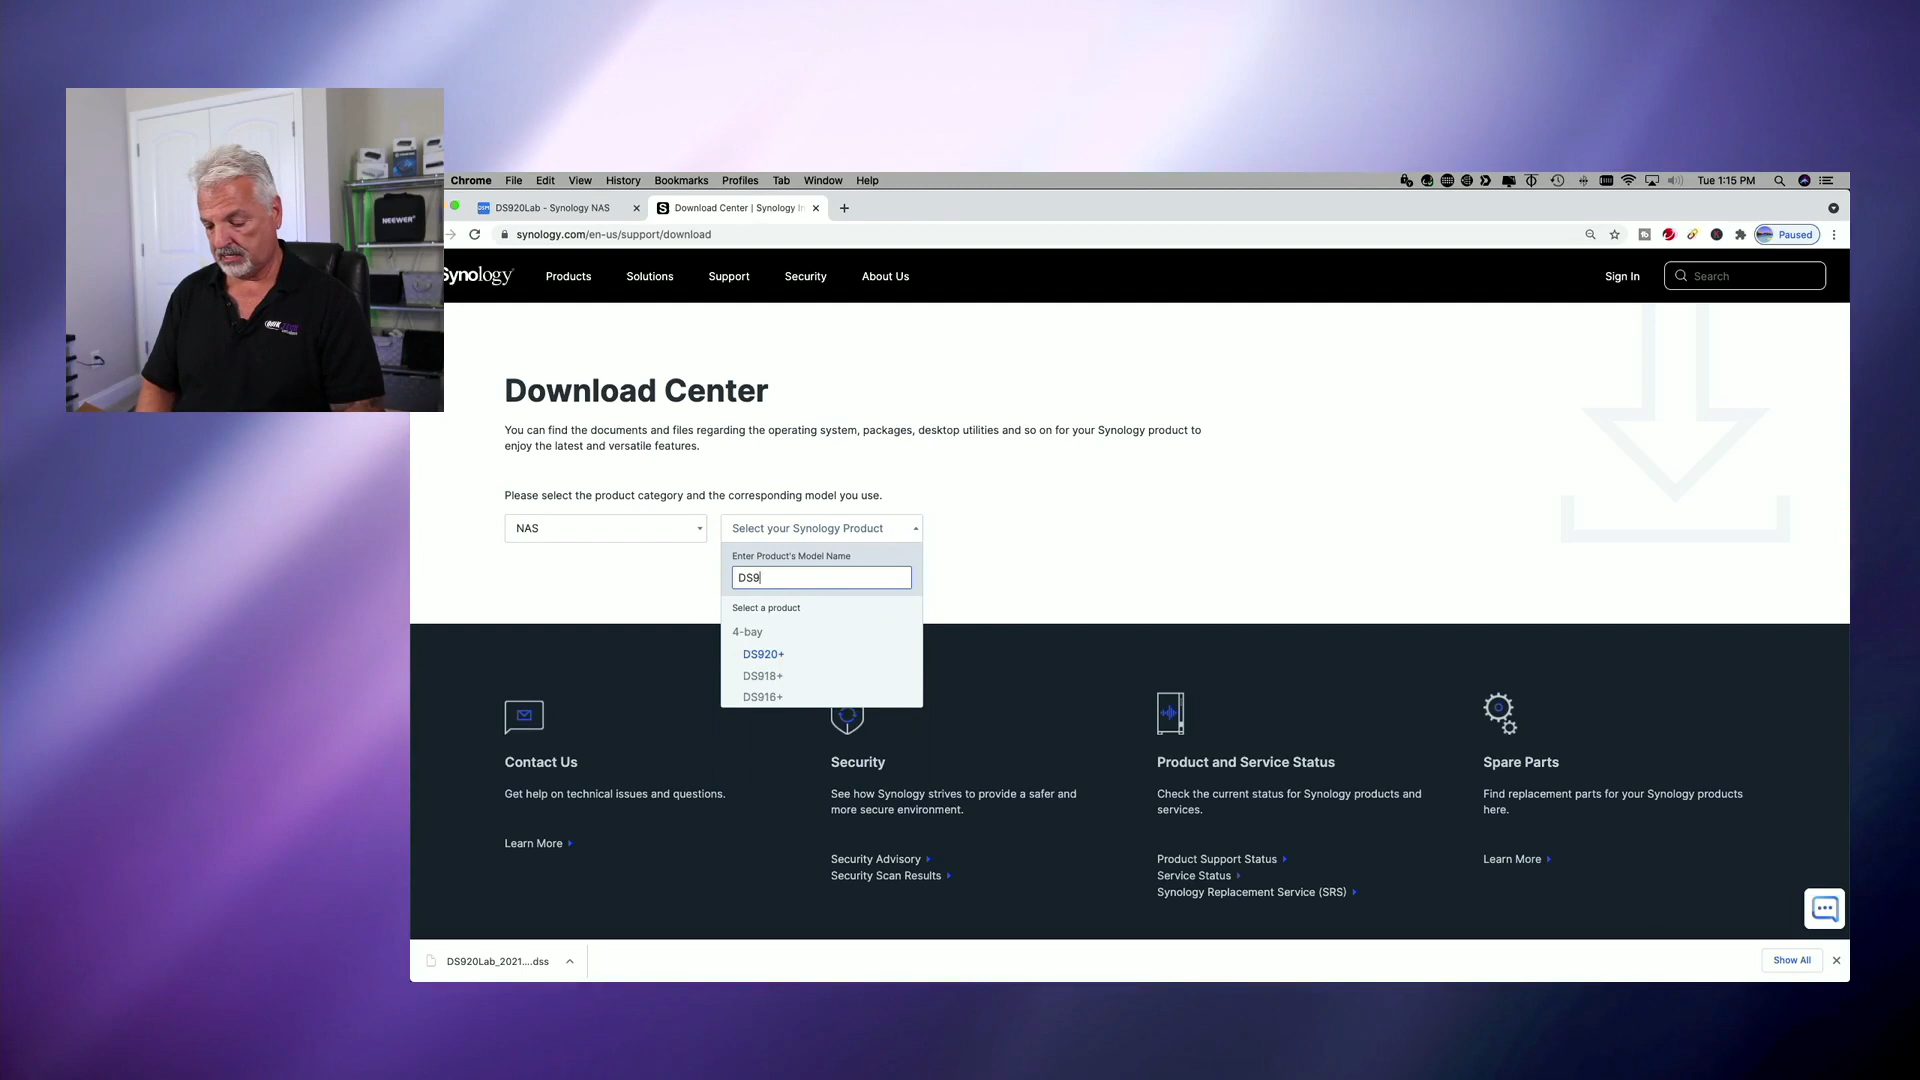 Chrome File Edit View History Bookmarks Profiles Tab Window Help Tue 1:15 PM
DS920Lab - Synology NAS Download Center | Synology In
synology.com/en-us/support/download Paused
Synology Products Solutions Support Security About Us Sign In Search
NEEWER
Download Center
You can find the documents and files regarding the operating system, packages, desktop utilities and so on for your Synology product to
enjoy the latest and versatile features.
Please select the product category and the corresponding model you use.
NAS Select your Synology Product
Enter Product's Model Name
DS9
Select a product
4-bay
DS920+
DS918+
DS916+
Contact Us
Get help on technical issues and questions.
Learn More
Security
See how Synology strives to provide a safer and
more secure environment.
Security Advisory
Security Scan Results
Product and Service Status
Check the current status for Synology products and
services.
Product Support Status
Service Status
Synology Replacement Service (SRS)
Spare Parts
Find replacement parts for your Synology products
here.
Learn More
DS920Lab_2021....dss Show All